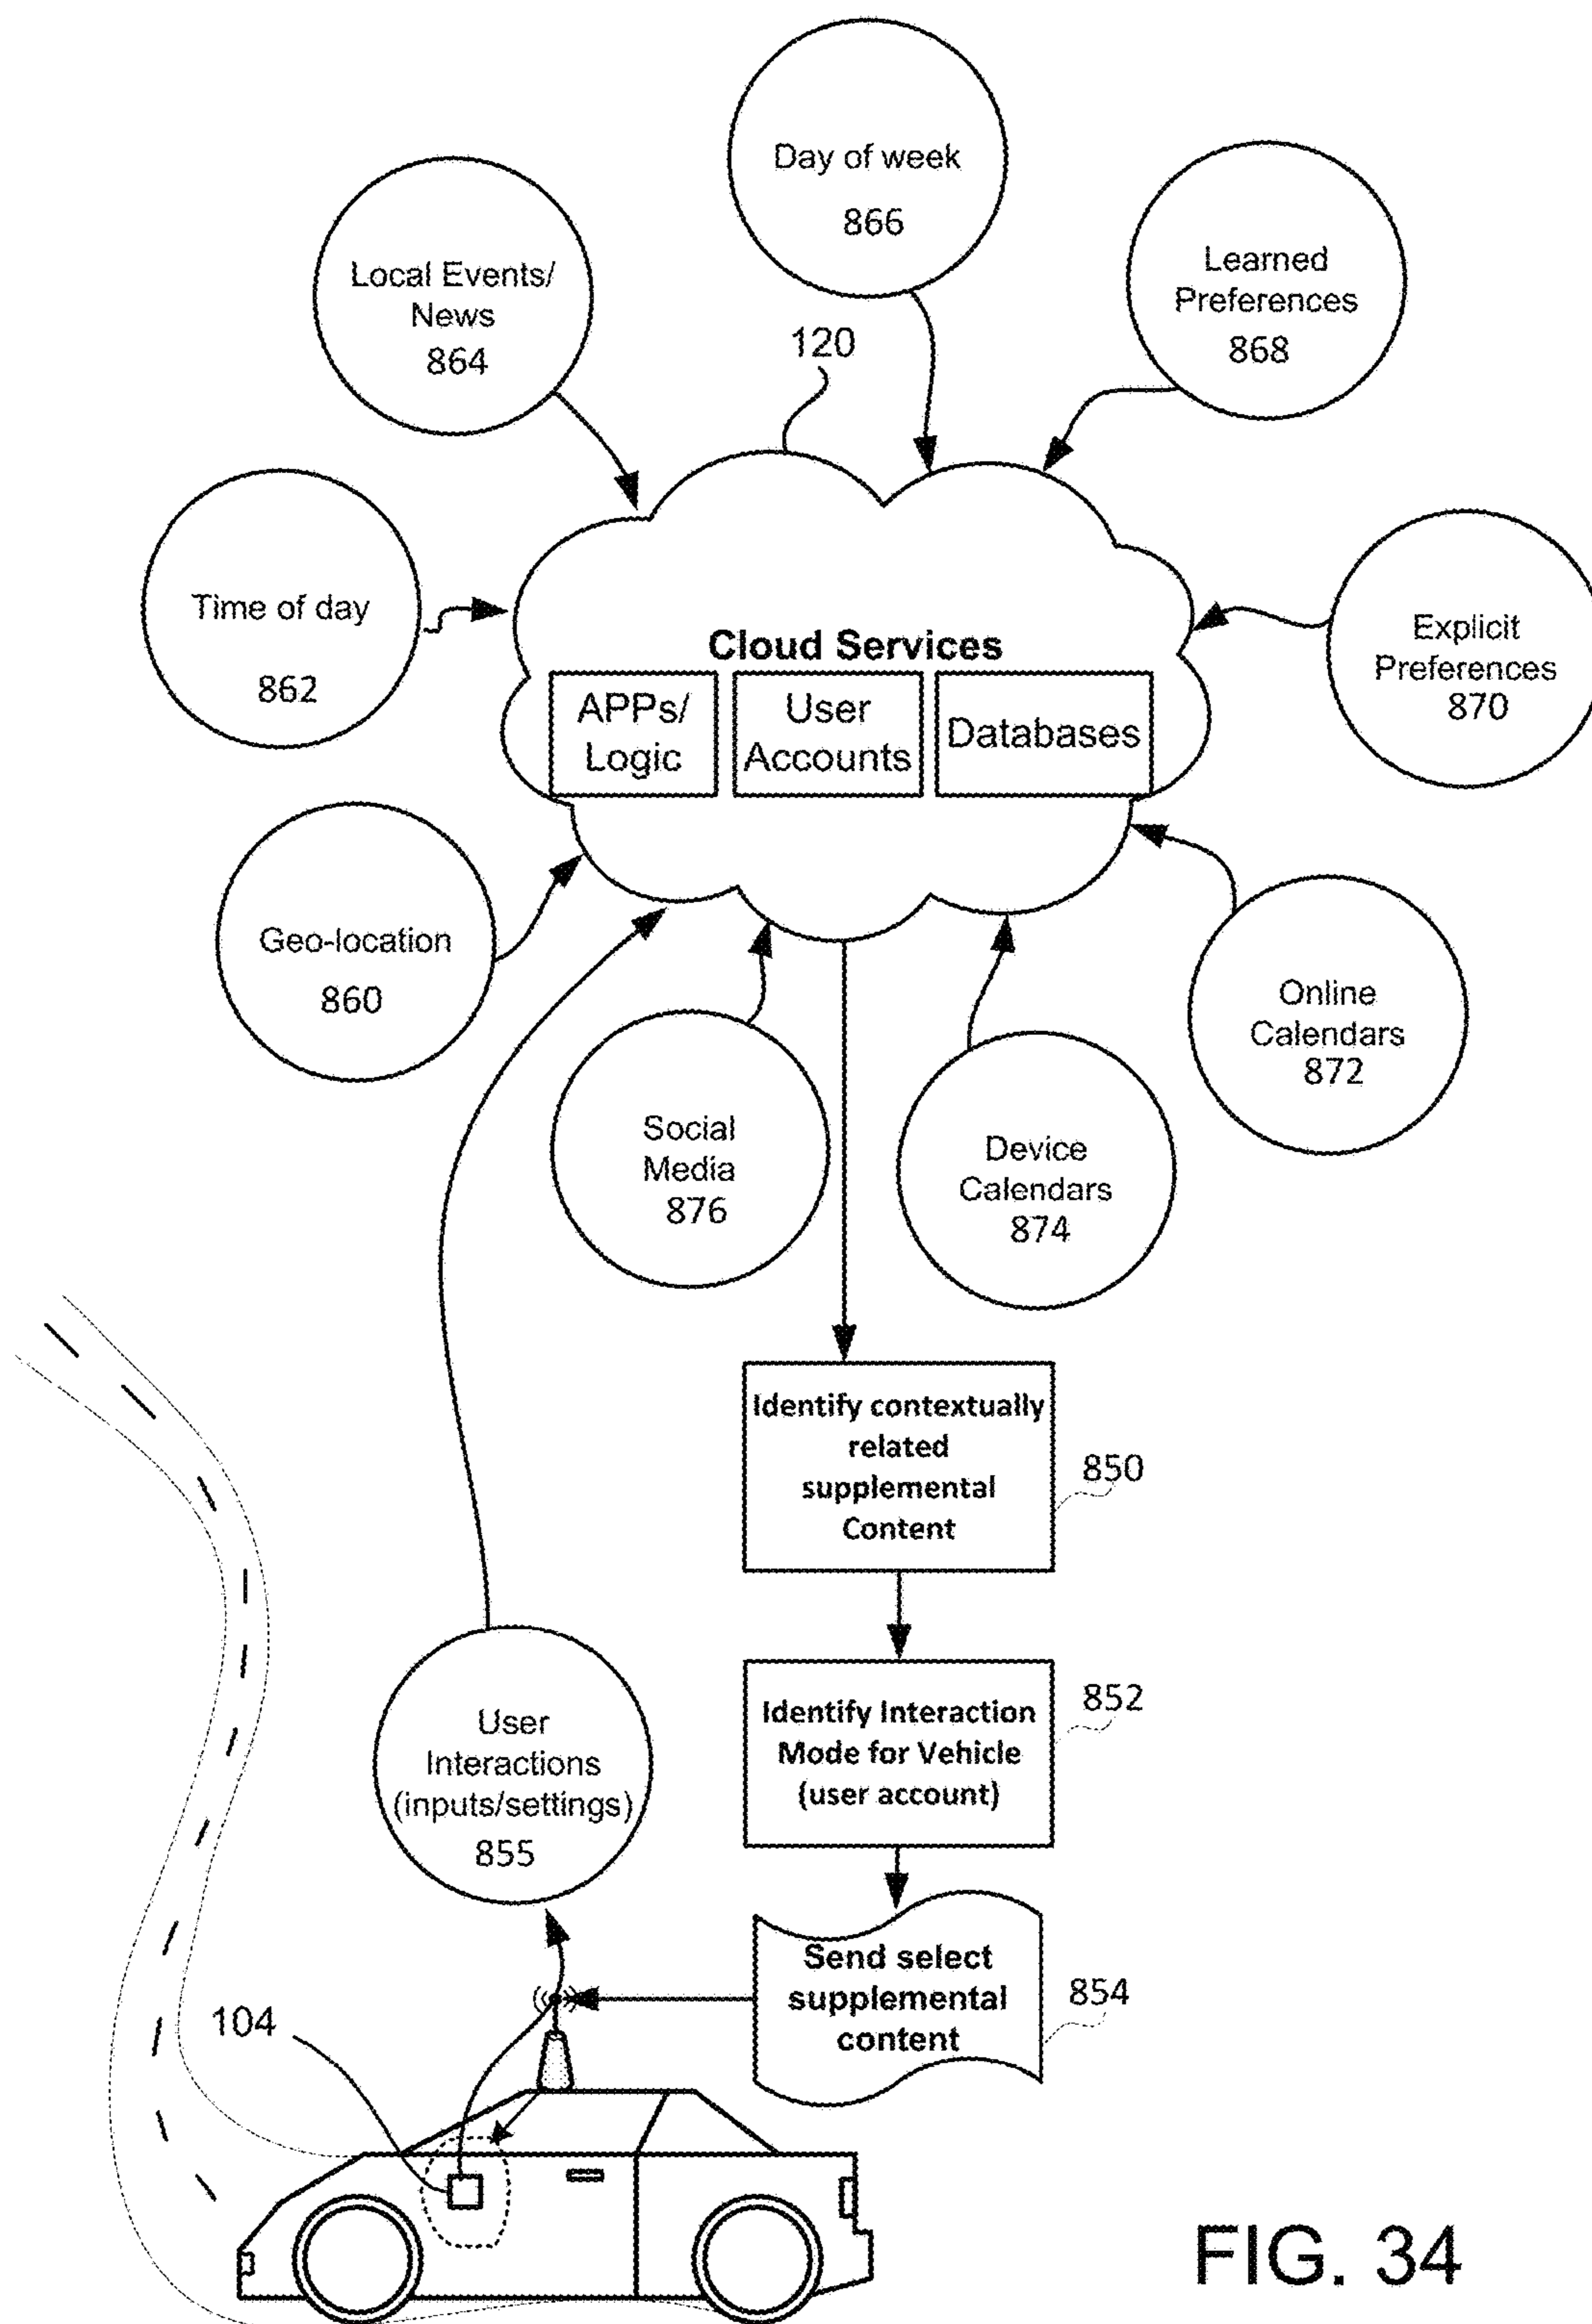 Day of week
866
Local Events/
News
864
Learned
Preferences
868
120
Time of day
862
Explicit
Preferences
870
Cloud Services
APPs/
Logic
User
Accounts
Databases
Geo-location
860
Online
Calendars
872
Social
Media
876
Device
Calendars
874
Identify contextually
related
supplemental
Content
850
Identify Interaction
Mode for Vehicle
(user account)
852
User
Interactions
(inputs/settings)
855
Send select
supplemental
content
854
104
FIG. 34